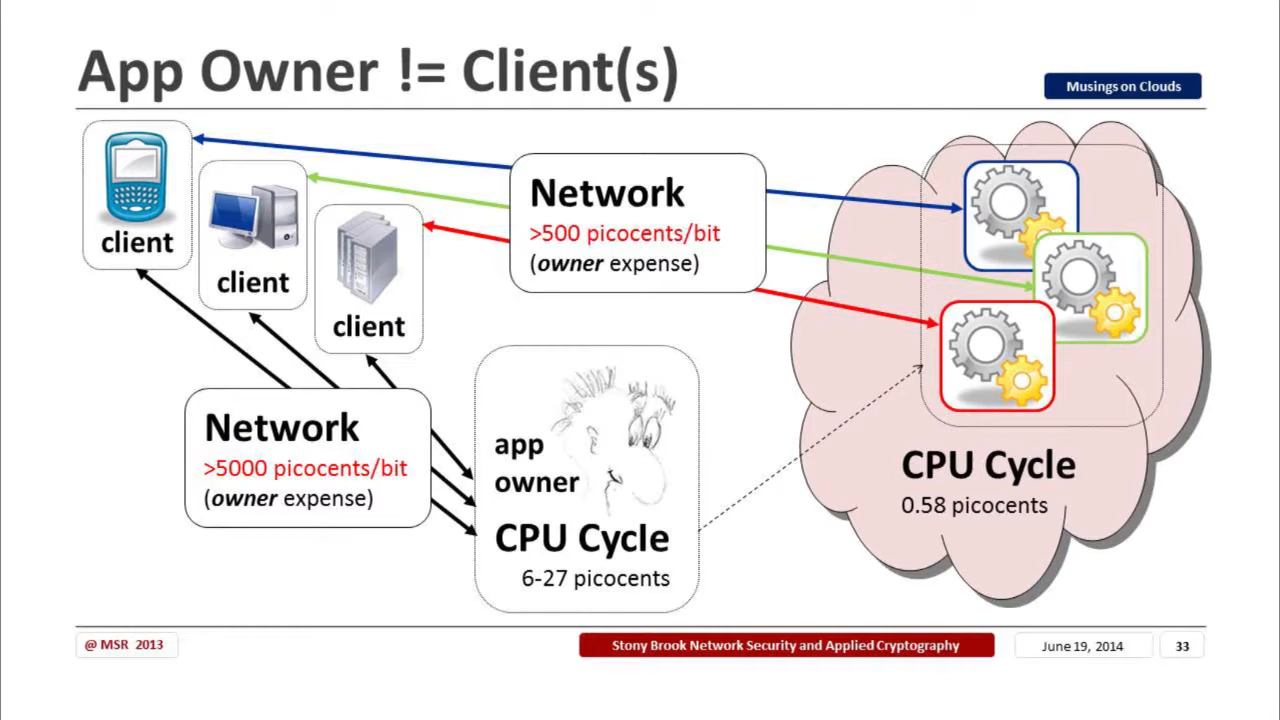 App Owner != Client(s)
Musings on Clouds
client
client
client
Network
>500 picocents/bit
(owner expense)
Network
>5000 picocents/bit
(owner expense)
app
owner
CPU Cycle
6-27 picocents
CPU Cycle
0.58 picocents
@ MSR 2013
Stony Brook Network Security and Applied Cryptography
June 19, 2014
33